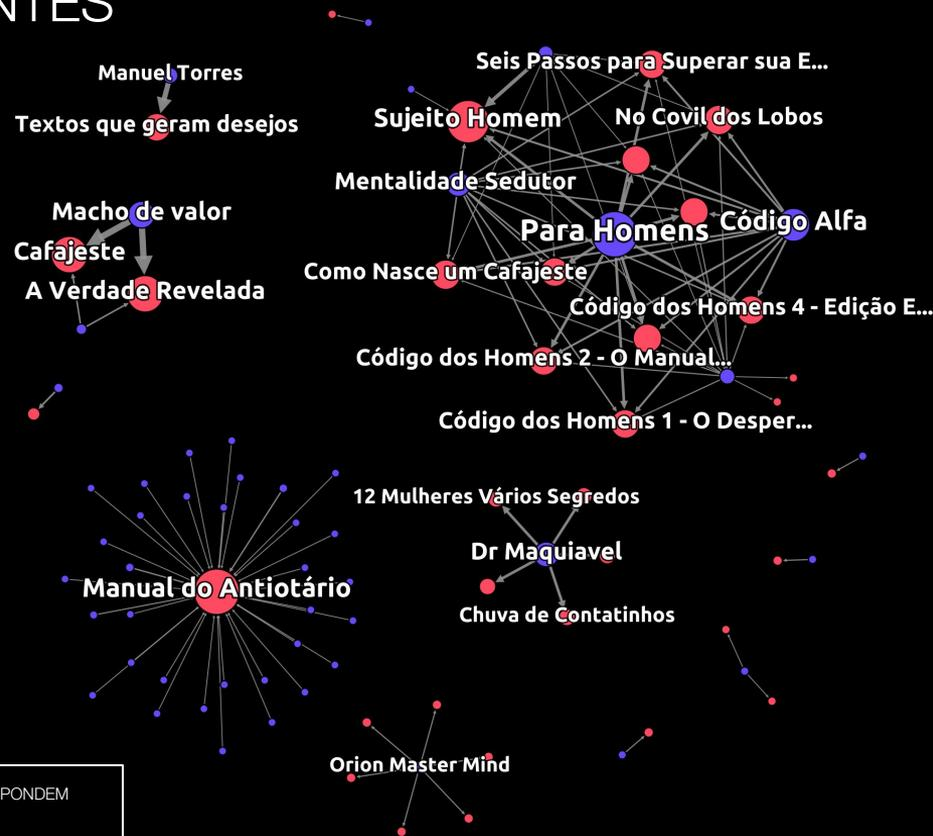 NTES
Manuel Torres
Textos que geram desejos
Seis Passos para Superar sua E...
Sujeito Homem
No Covil dos Lobos
Mentalidade Sedutor
Macho de valor
Para Homens
Código Alfa
Cafajeste
Como Nasce um Cafajeste
A Verdade Revelada
Código dos Homens 4 - Edição E...
Código dos Homens 2 - O Manual...
Código dos Homens 1 - O Desper...
12 Mulheres Vários Segredos
Dr Maquiavel
Manual do Antiotário
Chuva de Contatinhos
Orion Master Mind
PONDEM